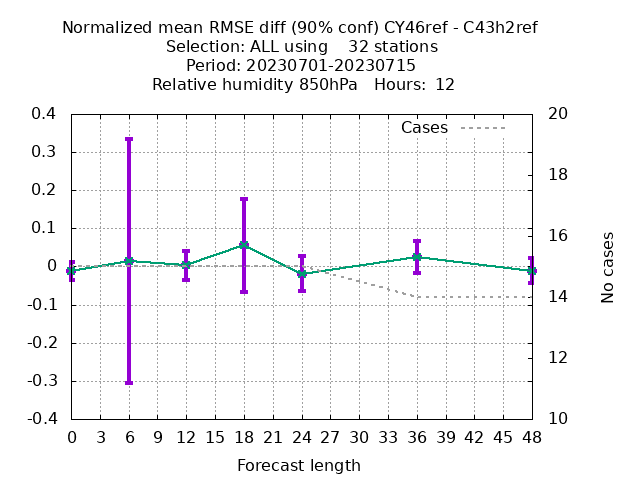 Normalized mean RMSE diff (90% conf) CY46ref - C43h2ref
Selection: ALL using    32 stations
Period: 20230701-20230715
Relative humidity 850hPa   Hours:  12
Cases
0.4
0.3
0.2
0.1
0
-0.1
-0.2
-0.3
-0.4
20
18
16
14
12
10
No cases
0 3 6 9 12 15 18 21 24 27 30 33 36 39 42 45 48
Forecast length